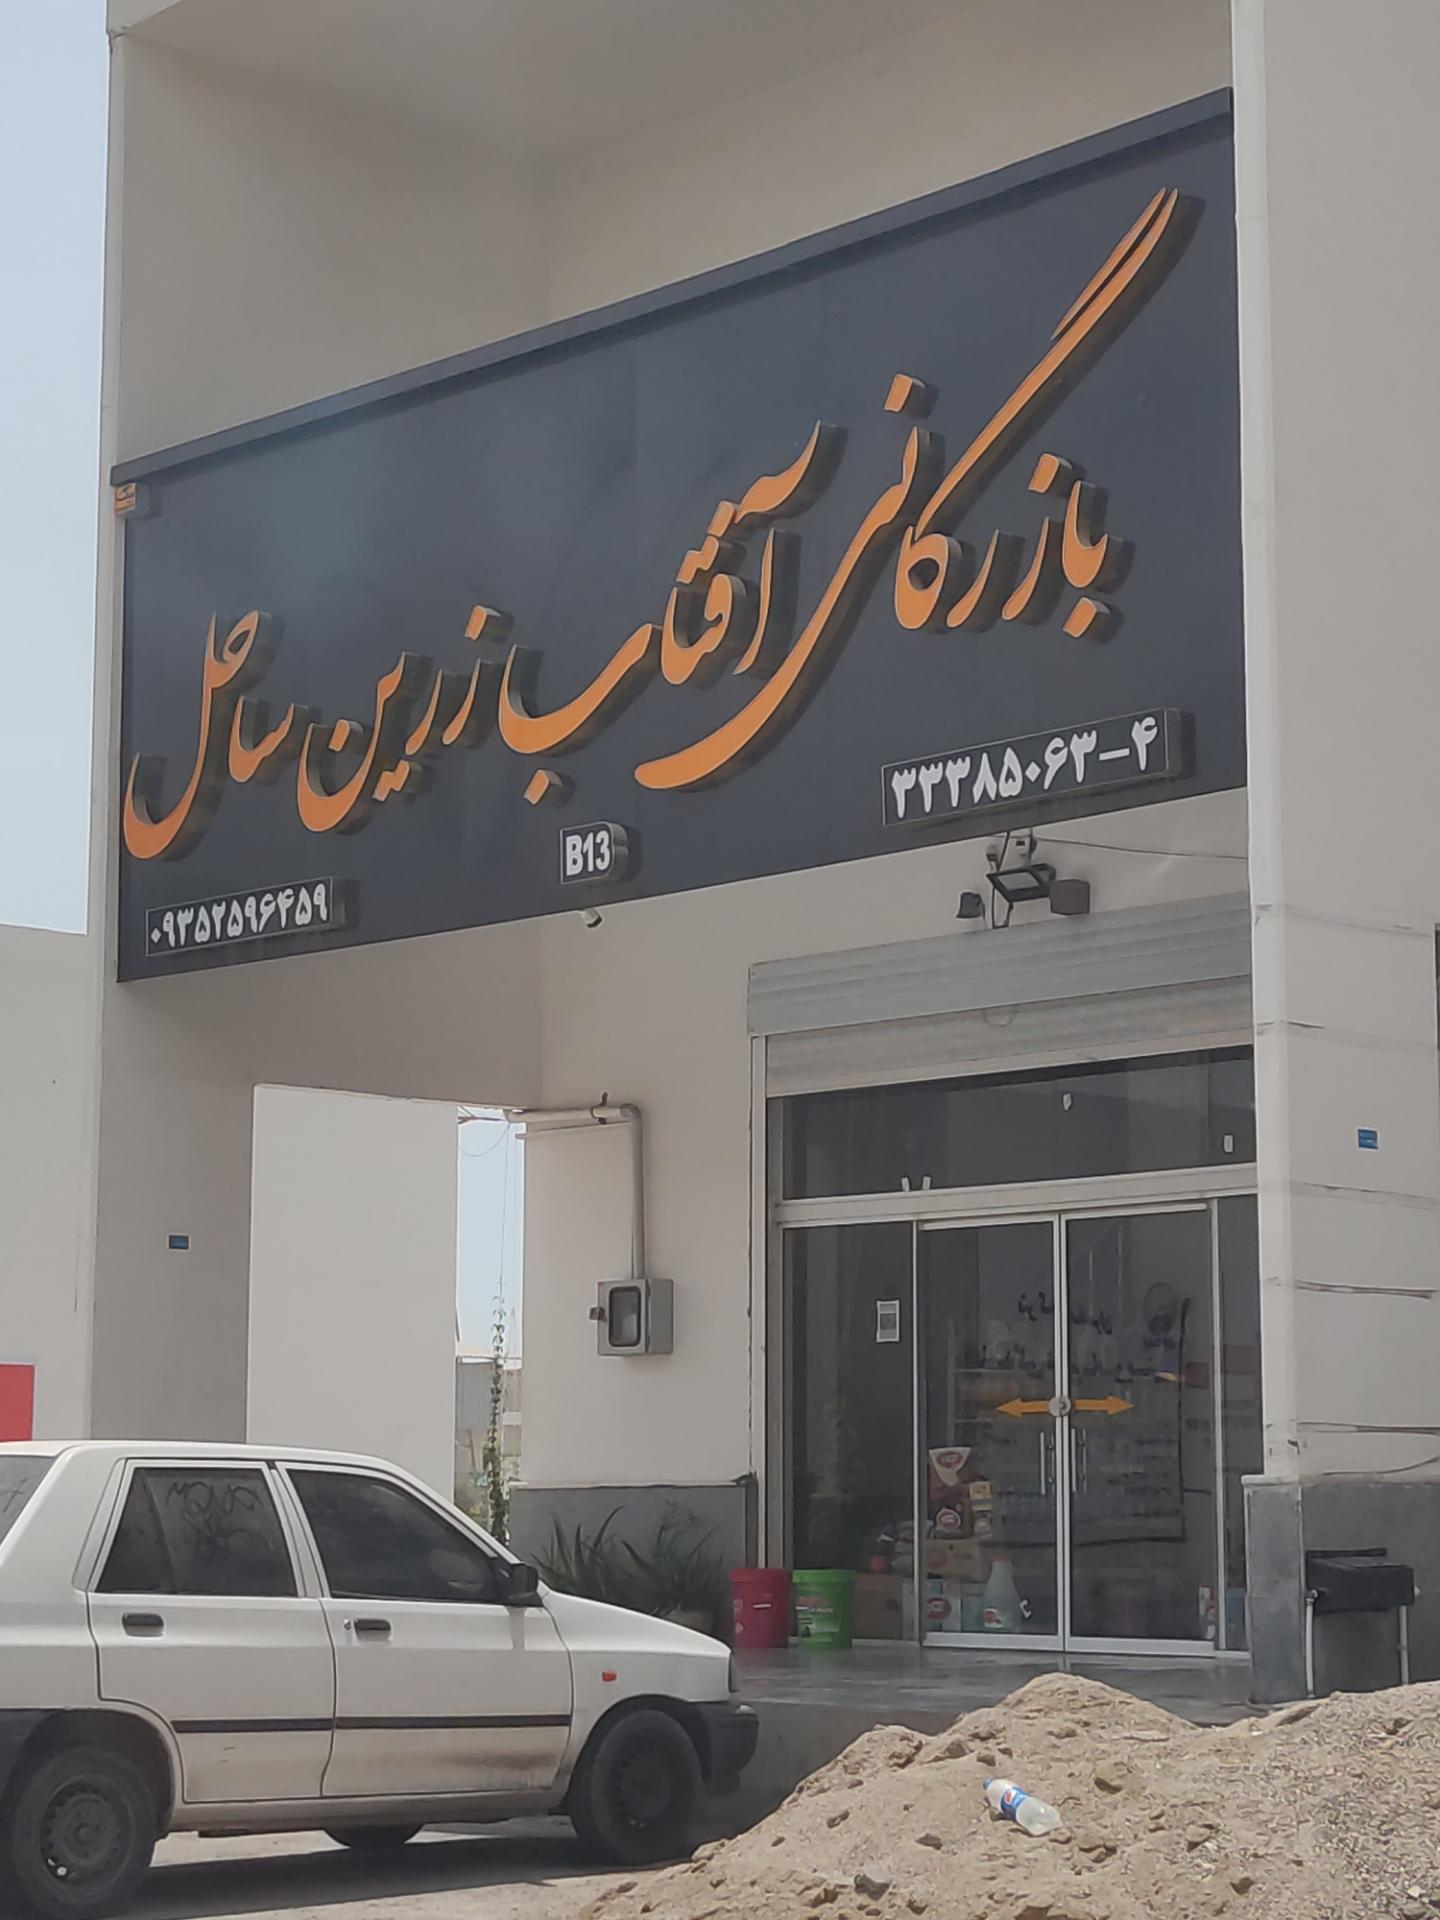 بازرگانی آفتاب زرین ساحل
۳۳۳۸۵۰۶۳-۴
B13
۰۹۳۵۲۵۹۶۴۵۹